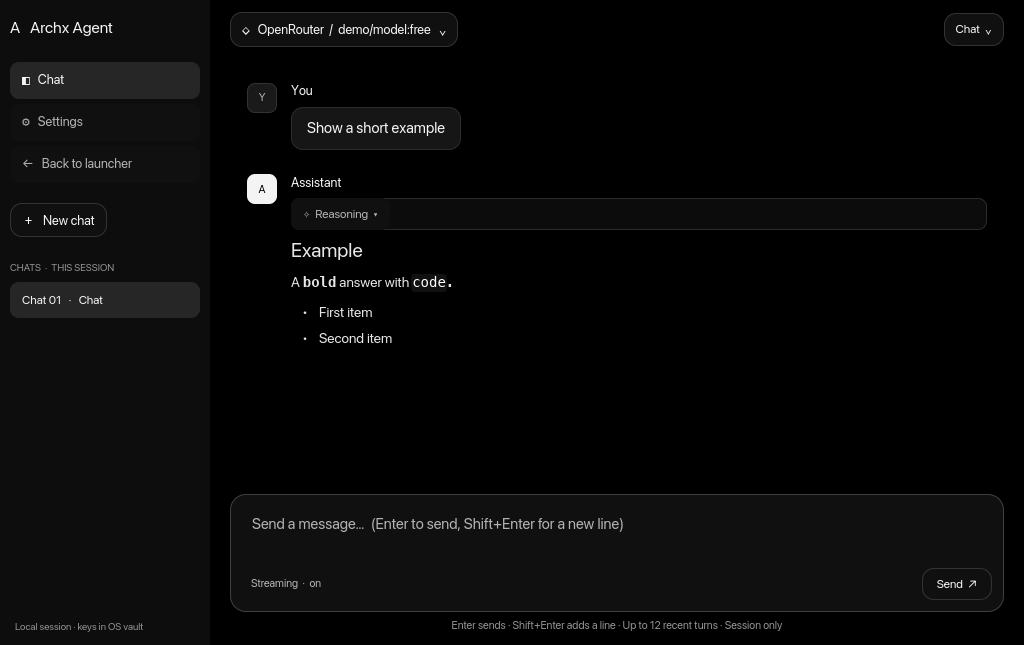 A Archx Agent
Chat
Settings
← Back to launcher
+ New chat
CHATS · THIS SESSION
Chat 01 · Chat
Local session · keys in OS vault
OpenRouter / demo/model:free
Chat
Y
You
Show a short example
A
Assistant
Reasoning
Example
A bold answer with code.
• First item
• Second item
Send a message... (Enter to send, Shift+Enter for a new line)
Streaming · on
Send ↗
Enter sends · Shift+Enter adds a line · Up to 12 recent turns · Session only